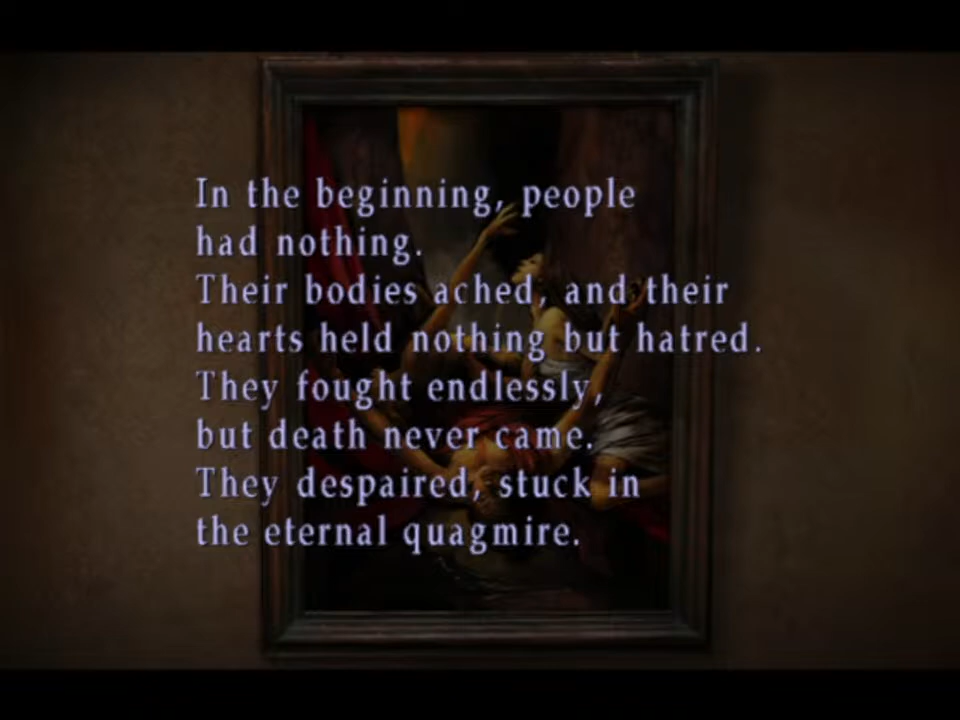 In the beginning, people
had nothing.
Their bodies ached, and their
hearts held nothing but hatred.
They fought endlessly,
but death never came.
They despaired, stuck in
the eternal quagmire.